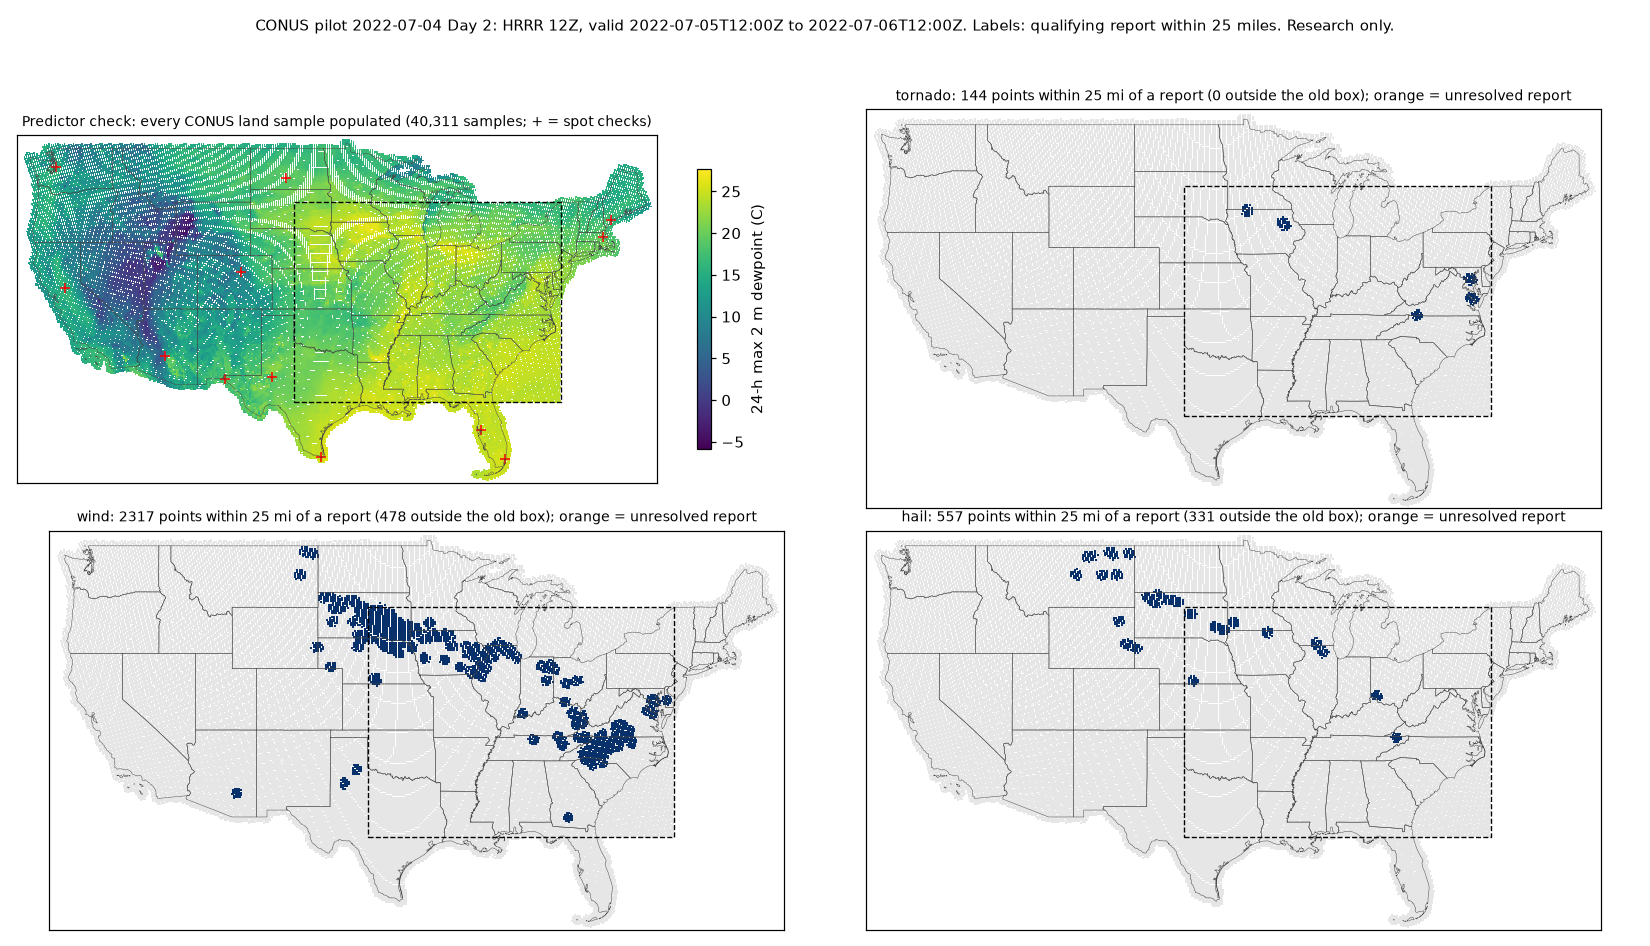 CONUS pilot 2022-07-04 Day 2: HRRR 12Z, valid 2022-07-05T12:00Z to 2022-07-06T12:00Z. Labels: qualifying report within 25 miles. Research only.
Predictor check: every CONUS land sample populated (40,311 samples; + = spot checks)
25
20
15
10
5
0
−5
24-h max 2 m dewpoint (C)
tornado: 144 points within 25 mi of a report (0 outside the old box); orange = unresolved report
wind: 2317 points within 25 mi of a report (478 outside the old box); orange = unresolved report
hail: 557 points within 25 mi of a report (331 outside the old box); orange = unresolved report